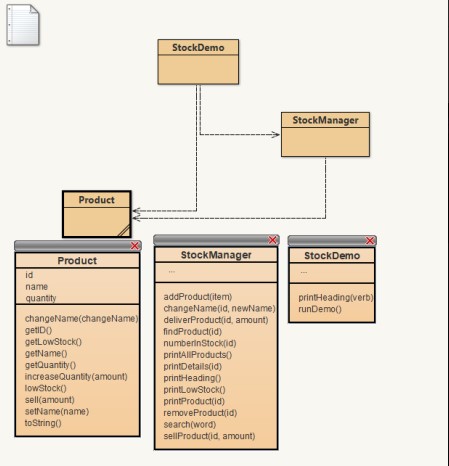 StockDemo
StockManager
Product
Product
id
name
quantity
changeName(changeName)
getID()
getLowStock()
getName()
getQuantity()
increaseQuantity(amount)
lowStock()
sell(amount)
setName(name)
toString()
StockManager
...
addProduct(item)
changeName(id, newName)
deliverProduct(id, amount)
findProduct(id)
numberInStock(id)
printAllProducts()
printDetails(id)
printHeading()
printLowStock()
printProduct(id)
removeProduct(id)
search(word)
sellProduct(id, amount)
StockDemo
...
printHeading(verb)
runDemo()